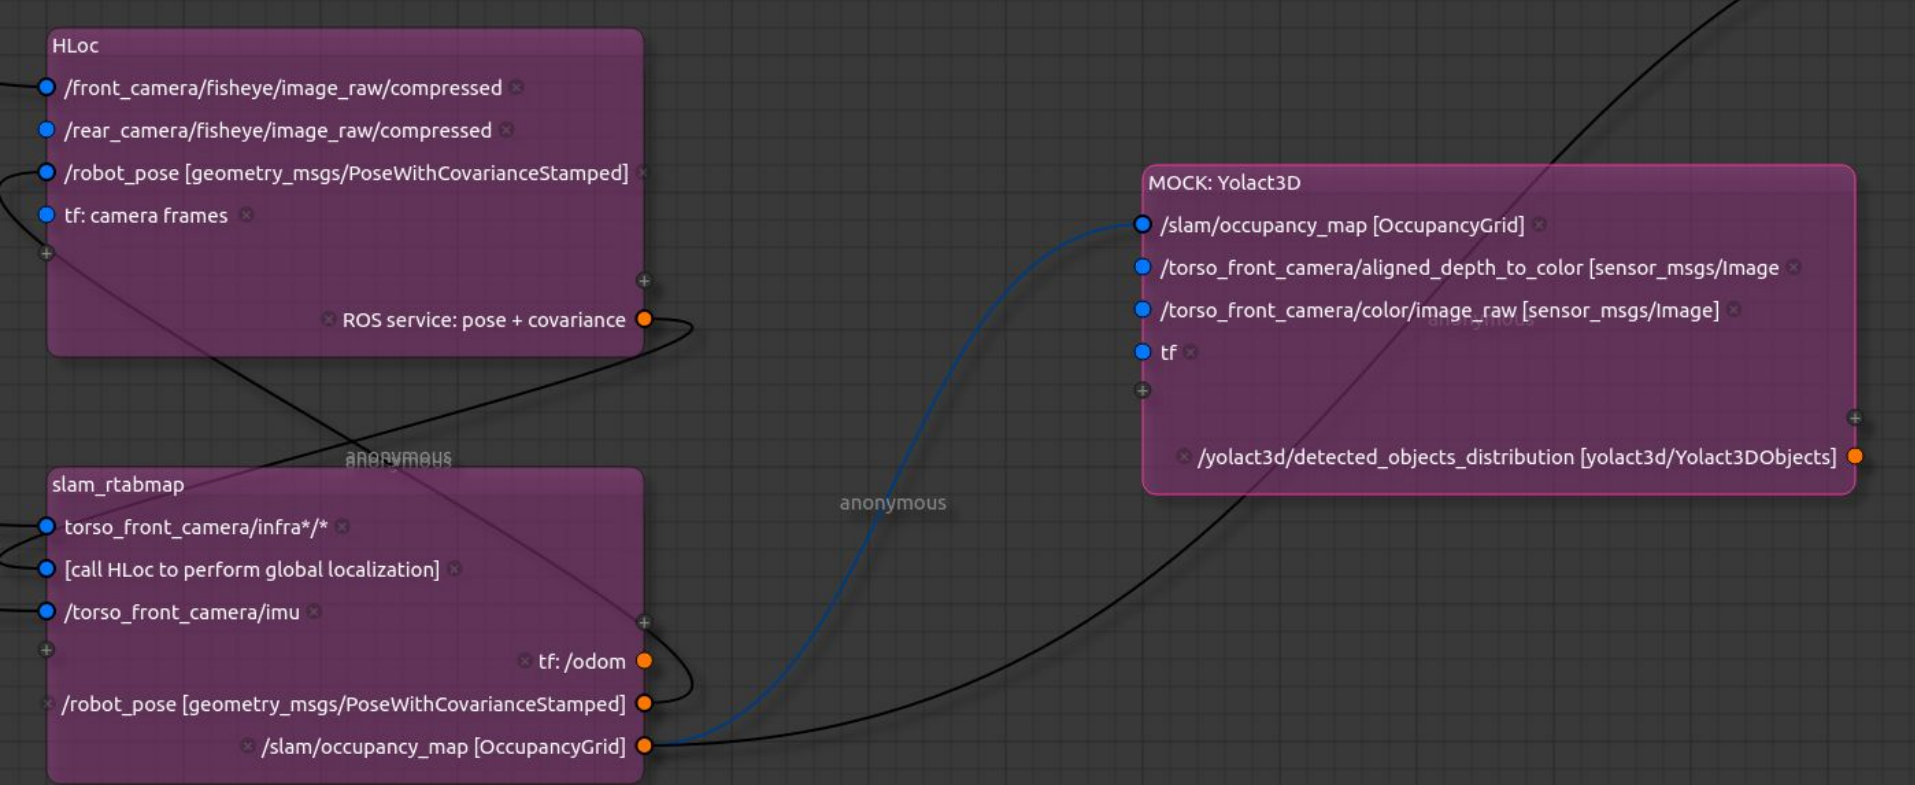 HLoc
/front_camera/fisheye/image_raw/compressed
/rear_camera/fisheye/image_raw/compressed
/robot_pose [geometry_msgs/PoseWithCovarianceStamped]
tf: camera frames
ROS service: pose + covariance
anonymous
anonymous
slam_rtabmap
torso_front_camera/infra*/*
[call HLoc to perform global localization]
/torso_front_camera/imu
tf: /odom
/robot_pose [geometry_msgs/PoseWithCovarianceStamped]
/slam/occupancy_map [OccupancyGrid]
anonymous
MOCK: Yolact3D
/slam/occupancy_map [OccupancyGrid]
/torso_front_camera/aligned_depth_to_color [sensor_msgs/Image
/torso_front_camera/color/image_raw [sensor_msgs/Image]
anonymous
tf
/yolact3d/detected_objects_distribution [yolact3d/Yolact3DObjects]